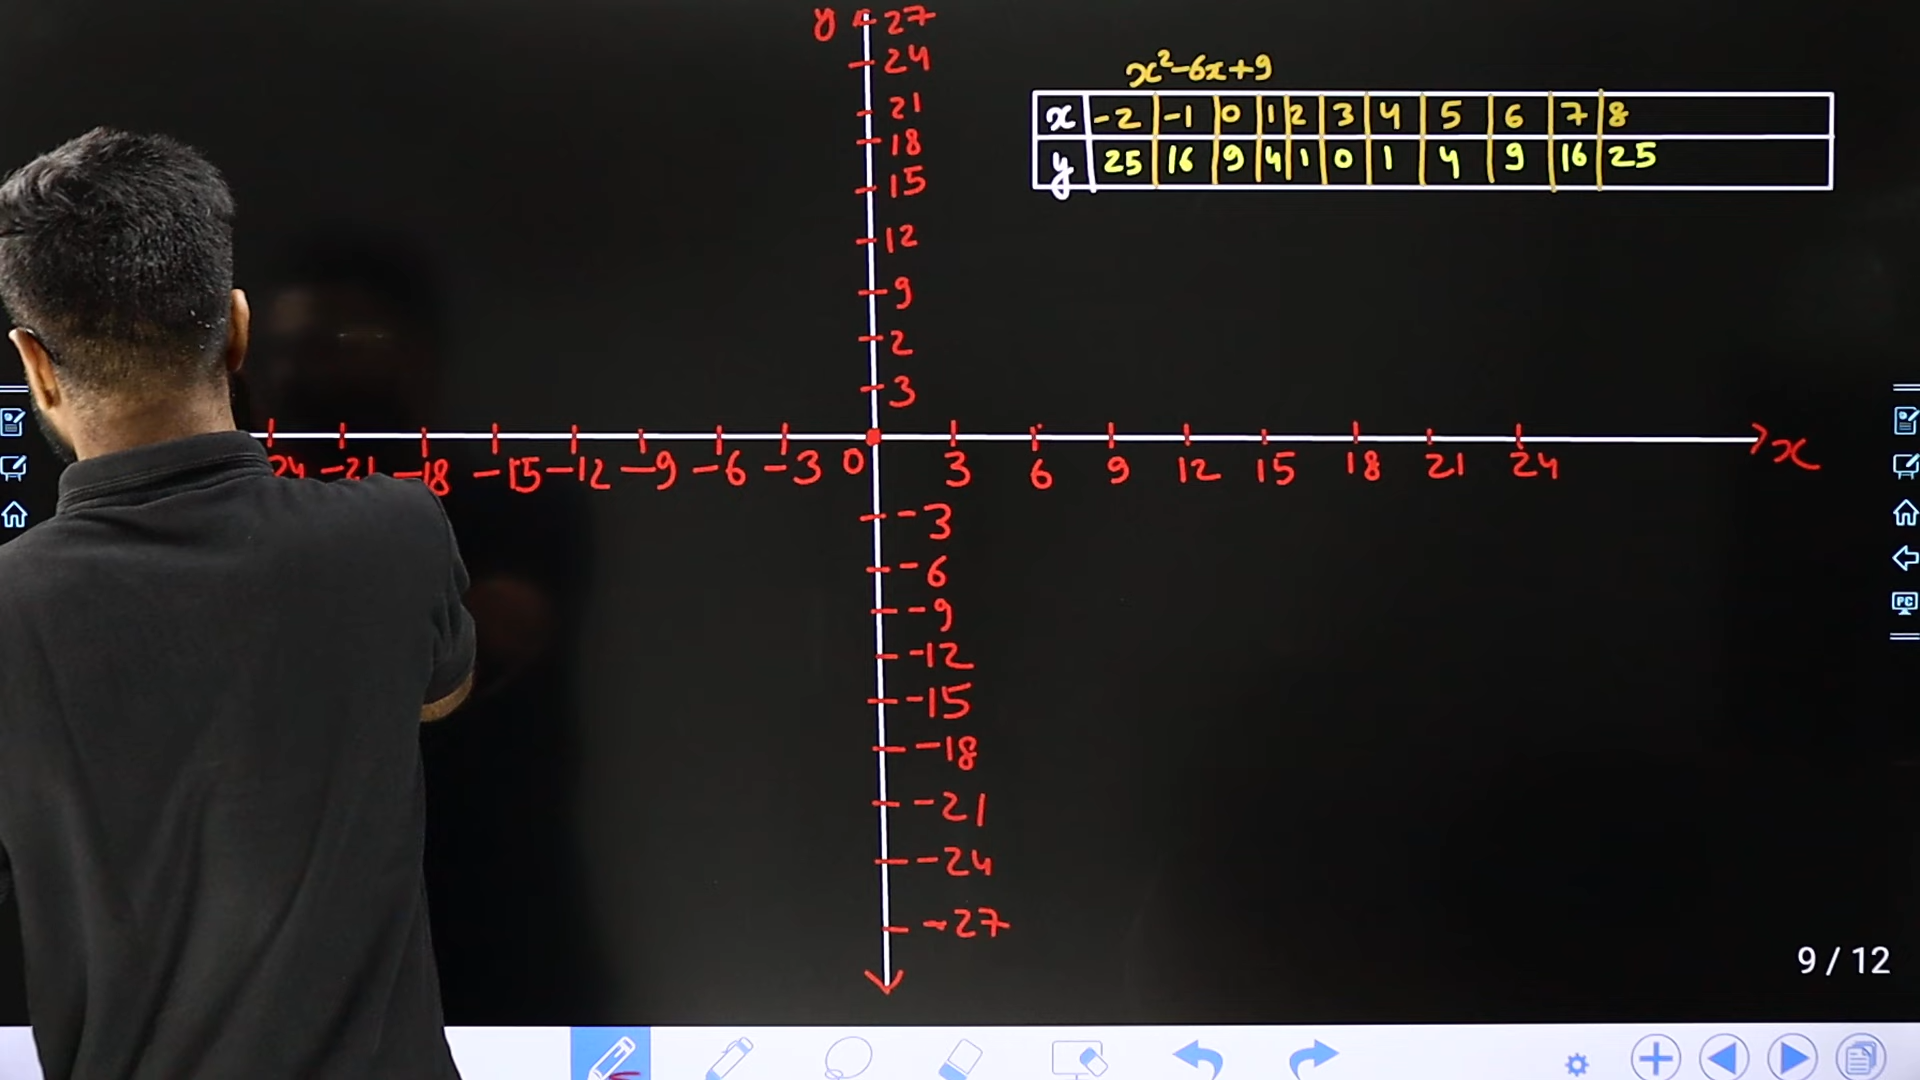 y 27
24
21
18
15
12
9
2
3
x²-6x+9
x -2 -1 0 1 2 3 4 5 6 7 8
y 25 16 9 4 1 0 1 4 9 16 25
-24 -21 -18 -15 -12 -9 -6 -3 0 3 6 9 12 15 18 21 24 x
-3
-6
-9
-12
-15
-18
-21
-24
-27
9 / 12
PC